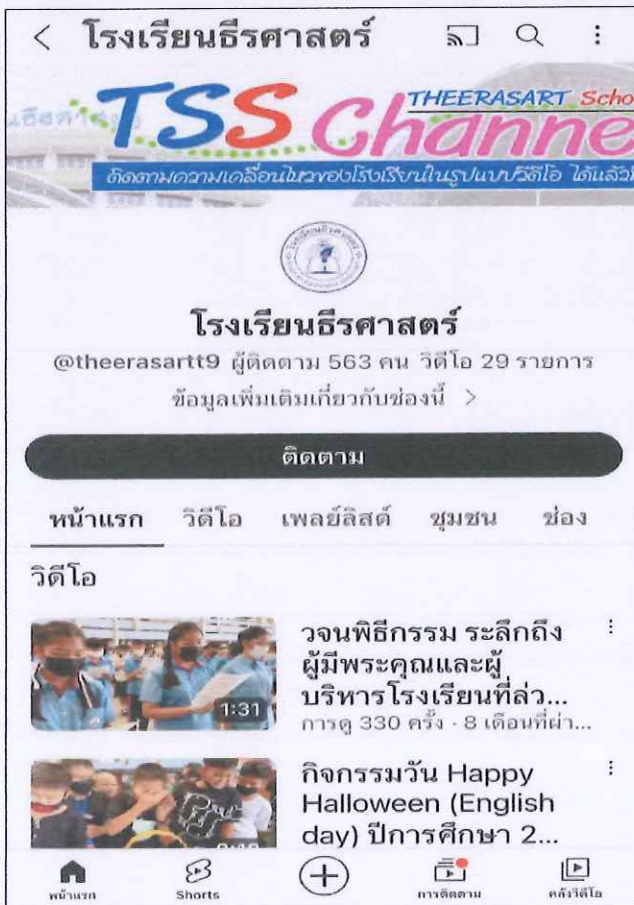 โรงเรียนธีรศาสตร์
TSS Channe
THEERASART Scho
ติดตามความเคลื่อนไหวของโรงเรียนในรูปแบบวิดีโอ ได้แล้วที
โรงเรียนธีรศาสตร์
@theerasartt9 ผู้ติดตาม 563 คน วิดีโอ 29 รายการ
ข้อมูลเพิ่มเติมเกี่ยวกับช่องนี้ >
ติดตาม
หน้าแรก วิดีโอ เพลย์ลิสต์ ชุมชน ช่อง
วิดีโอ
วจนพิธีกรรม ระลึกถึง
ผู้มีพระคุณและผู้
บริหารโรงเรียนที่ล่ว...
การดู 330 ครั้ง · 8 เดือนที่ผ่า...
1:31
กิจกรรมวัน Happy
Halloween (English
day) ปีการศึกษา 2...
หน้าแรก Shorts การติดตาม คลังวิดีโอ